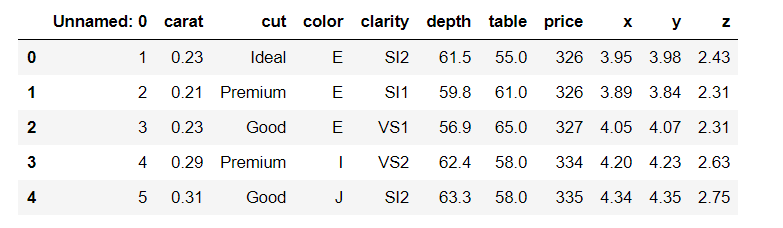 Unnamed: 0 carat cut color clarity depth table price x y z
0 1 0.23 Ideal E SI2 61.5 55.0 326 3.95 3.98 2.43
1 2 0.21 Premium E SI1 59.8 61.0 326 3.89 3.84 2.31
2 3 0.23 Good E VS1 56.9 65.0 327 4.05 4.07 2.31
3 4 0.29 Premium I VS2 62.4 58.0 334 4.20 4.23 2.63
4 5 0.31 Good J SI2 63.3 58.0 335 4.34 4.35 2.75